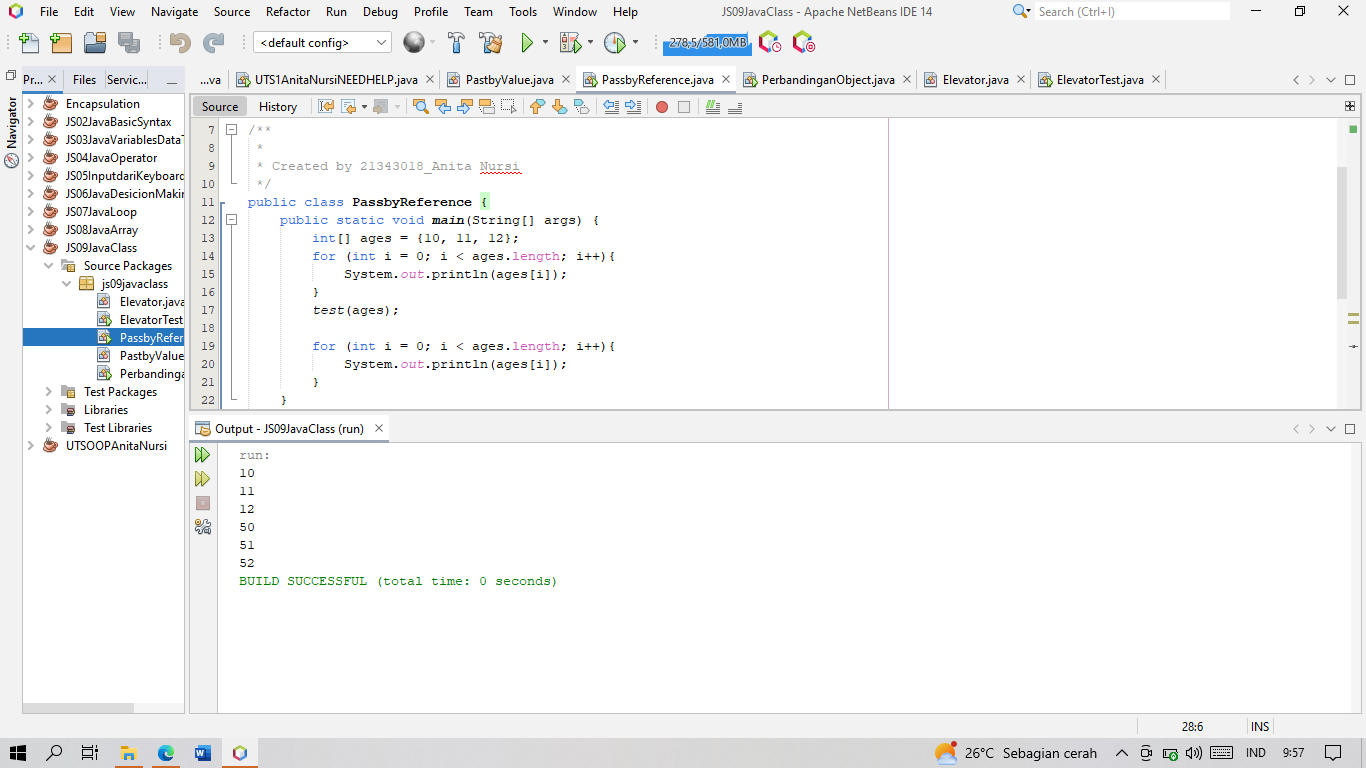 File Edit View Navigate Source Refactor Run Debug Profile Team Tools Window Help JS09JavaClass - Apache NetBeans IDE 14 Search (Ctrl+I)
<default config> 278,5/581,0MB
Pr... Files Servic... ...va UTS1AnitaNursiNEEDHELP.java PastbyValue.java PassbyReference.java PerbandinganObject.java Elevator.java ElevatorTest.java
Navigator
Source History
Encapsulation
JS02JavaBasicSyntax
JS03JavaVariablesDataT
JS04JavaOperator
JS05InputdariKeyboard
JS06JavaDesicionMakin
JS07JavaLoop
JS08JavaArray
JS09JavaClass
Source Packages
js09javaclass
Elevator.java
ElevatorTest
PassbyRefer
PastbyValue
Perbandinga
Test Packages
Libraries
Test Libraries
UTSOOPAnitaNursi
7 /**
8 *
9 * Created by 21343018_Anita Nursi
10 */
11 public class PassbyReference {
12 public static void main(String[] args) {
13 int[] ages = {10, 11, 12};
14 for (int i = 0; i < ages.length; i++){
15 System.out.println(ages[i]);
16 }
17 test(ages);
18
19 for (int i = 0; i < ages.length; i++){
20 System.out.println(ages[i]);
21 }
22 }
Output - JS09JavaClass (run)
run:
10
11
12
50
51
52
BUILD SUCCESSFUL (total time: 0 seconds)
28:6 INS
26°C Sebagian cerah IND 9:57